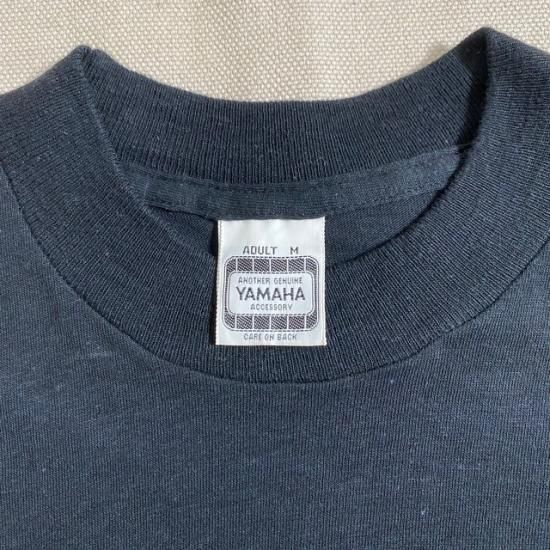 ADULT M
ANOTHER GENUINE
YAMAHA
ACCESSORY
CARE ON BACK